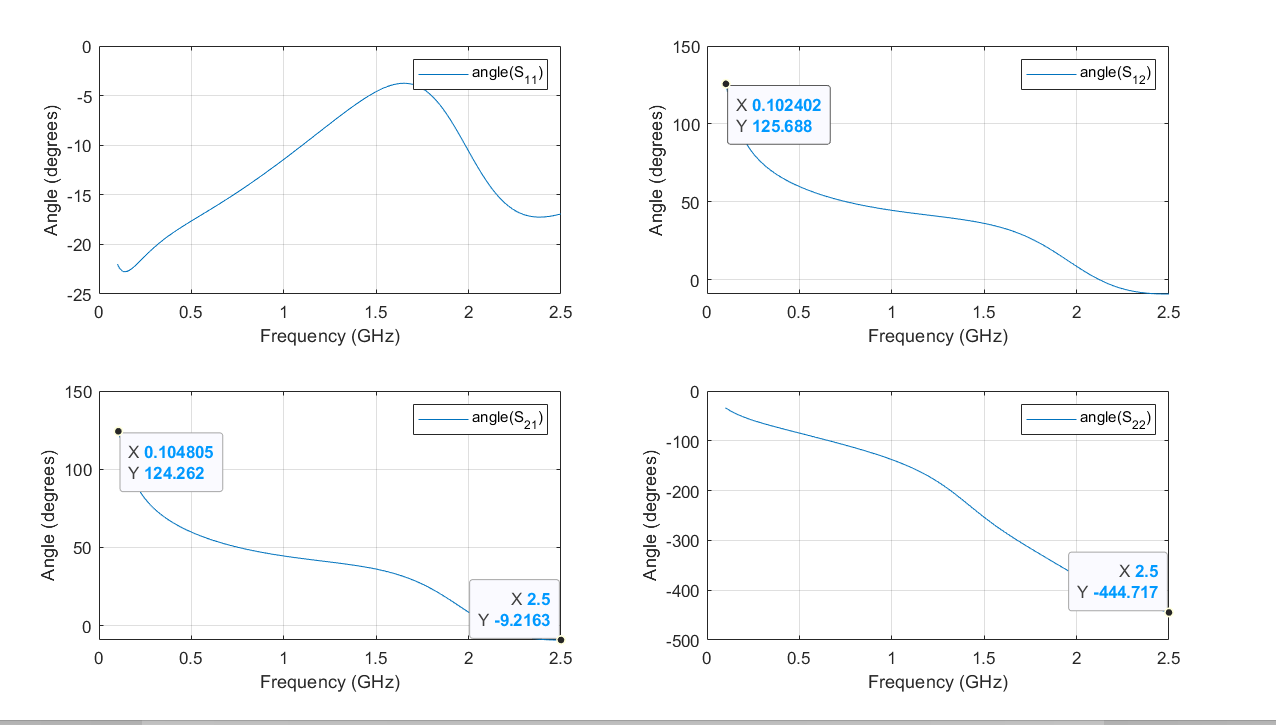 angle(S11)
0
-5
-10
-15
-20
-25
Angle (degrees)
0 0.5 1 1.5 2 2.5
Frequency (GHz)
angle(S12)
X 0.102402
Y 125.688
150
100
50
0
Angle (degrees)
0 0.5 1 1.5 2 2.5
Frequency (GHz)
angle(S21)
X 0.104805
Y 124.262
X 2.5
Y -9.2163
150
100
50
0
Angle (degrees)
0 0.5 1 1.5 2 2.5
Frequency (GHz)
angle(S22)
X 2.5
Y -444.717
0
-100
-200
-300
-400
-500
Angle (degrees)
0 0.5 1 1.5 2 2.5
Frequency (GHz)